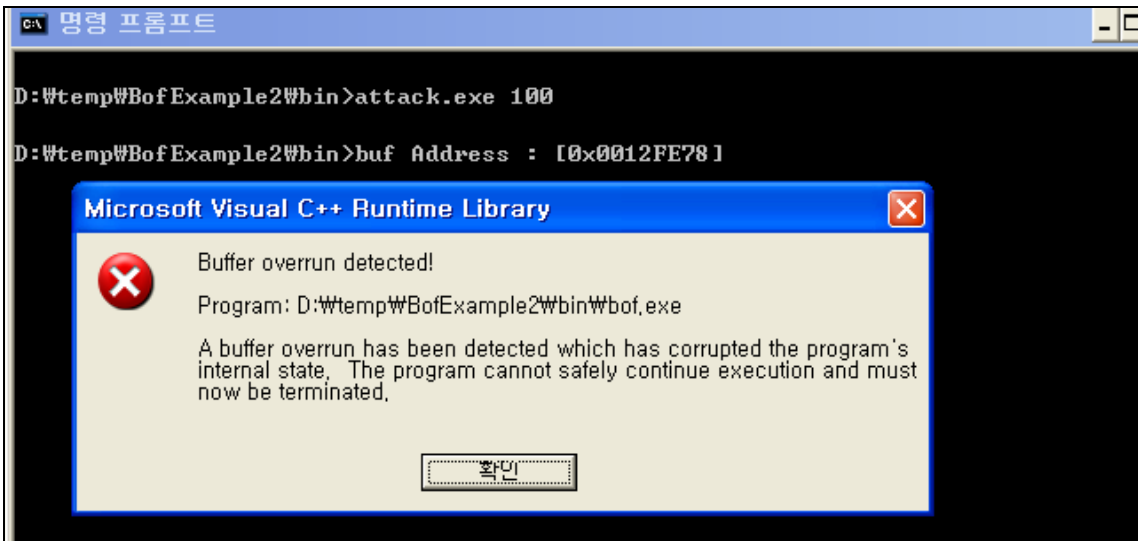 명령 프롬프트
D:₩temp₩BofExample2₩bin>attack.exe 100
D:₩temp₩BofExample2₩bin>buf Address : [0x0012FE78]
Microsoft Visual C++ Runtime Library
Buffer overrun detected!
Program: D:₩temp₩BofExample2₩bin₩bof.exe
A buffer overrun has been detected which has corrupted the program's
internal state. The program cannot safely continue execution and must
now be terminated.
확인